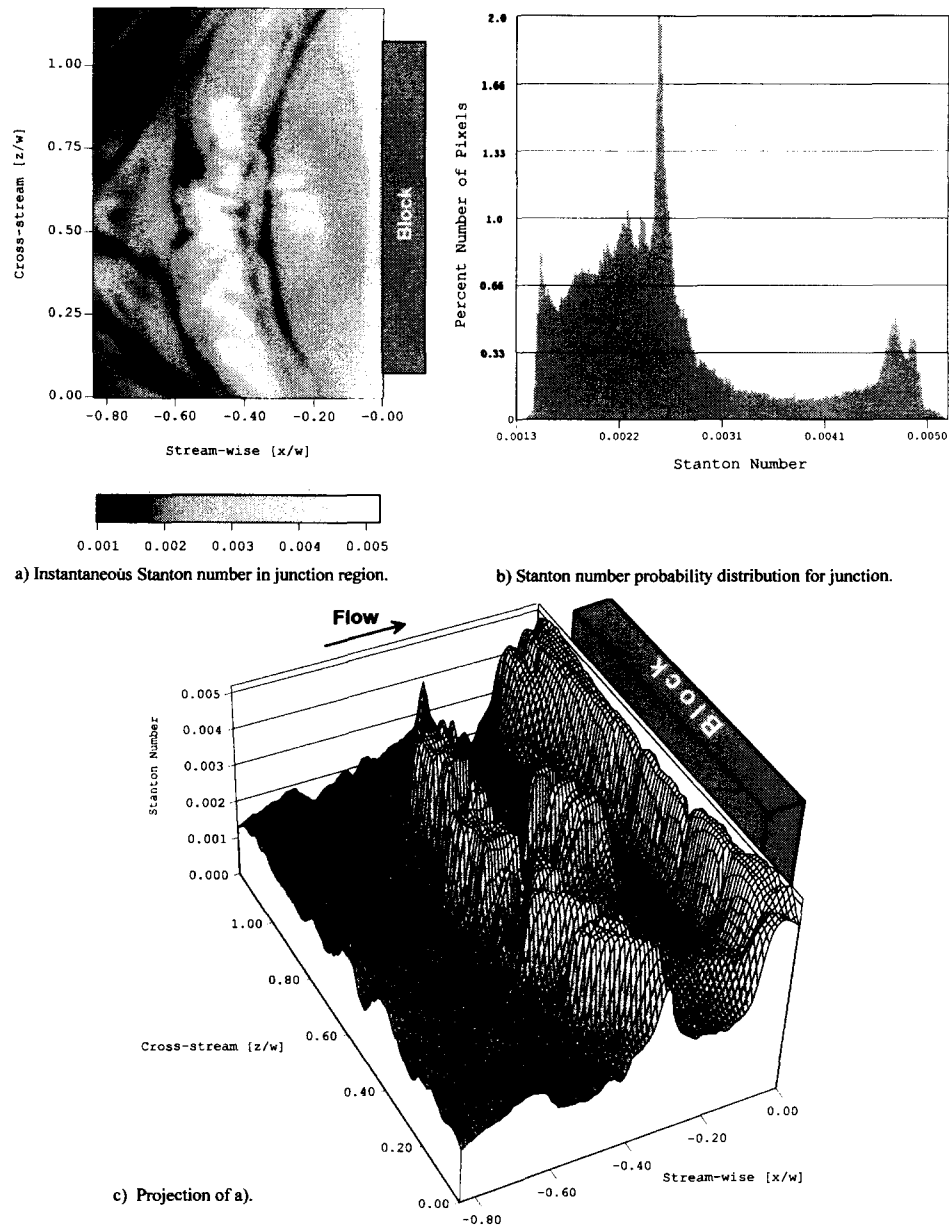 Cross-stream [z/w]
1.00
0.75
0.50
0.25
0.00
-0.80 -0.60 -0.40 -0.20 -0.00
Stream-wise [x/w]
Block
0.001 0.002 0.003 0.004 0.005
a) Instantaneous Stanton number in junction region.
Percent Number of Pixels
2.0
1.66
1.33
1.0
0.66
0.33
0
0.0013 0.0022 0.0031 0.0041 0.0050
Stanton Number
b) Stanton number probability distribution for junction.
Flow
Block
Stanton Number
0.005
0.004
0.003
0.002
0.001
0.000
1.00
0.80
0.60
0.40
0.20
0.00
Cross-stream [z/w]
-0.80
-0.60
-0.40
-0.20
0.00
Stream-wise [x/w]
c) Projection of a).